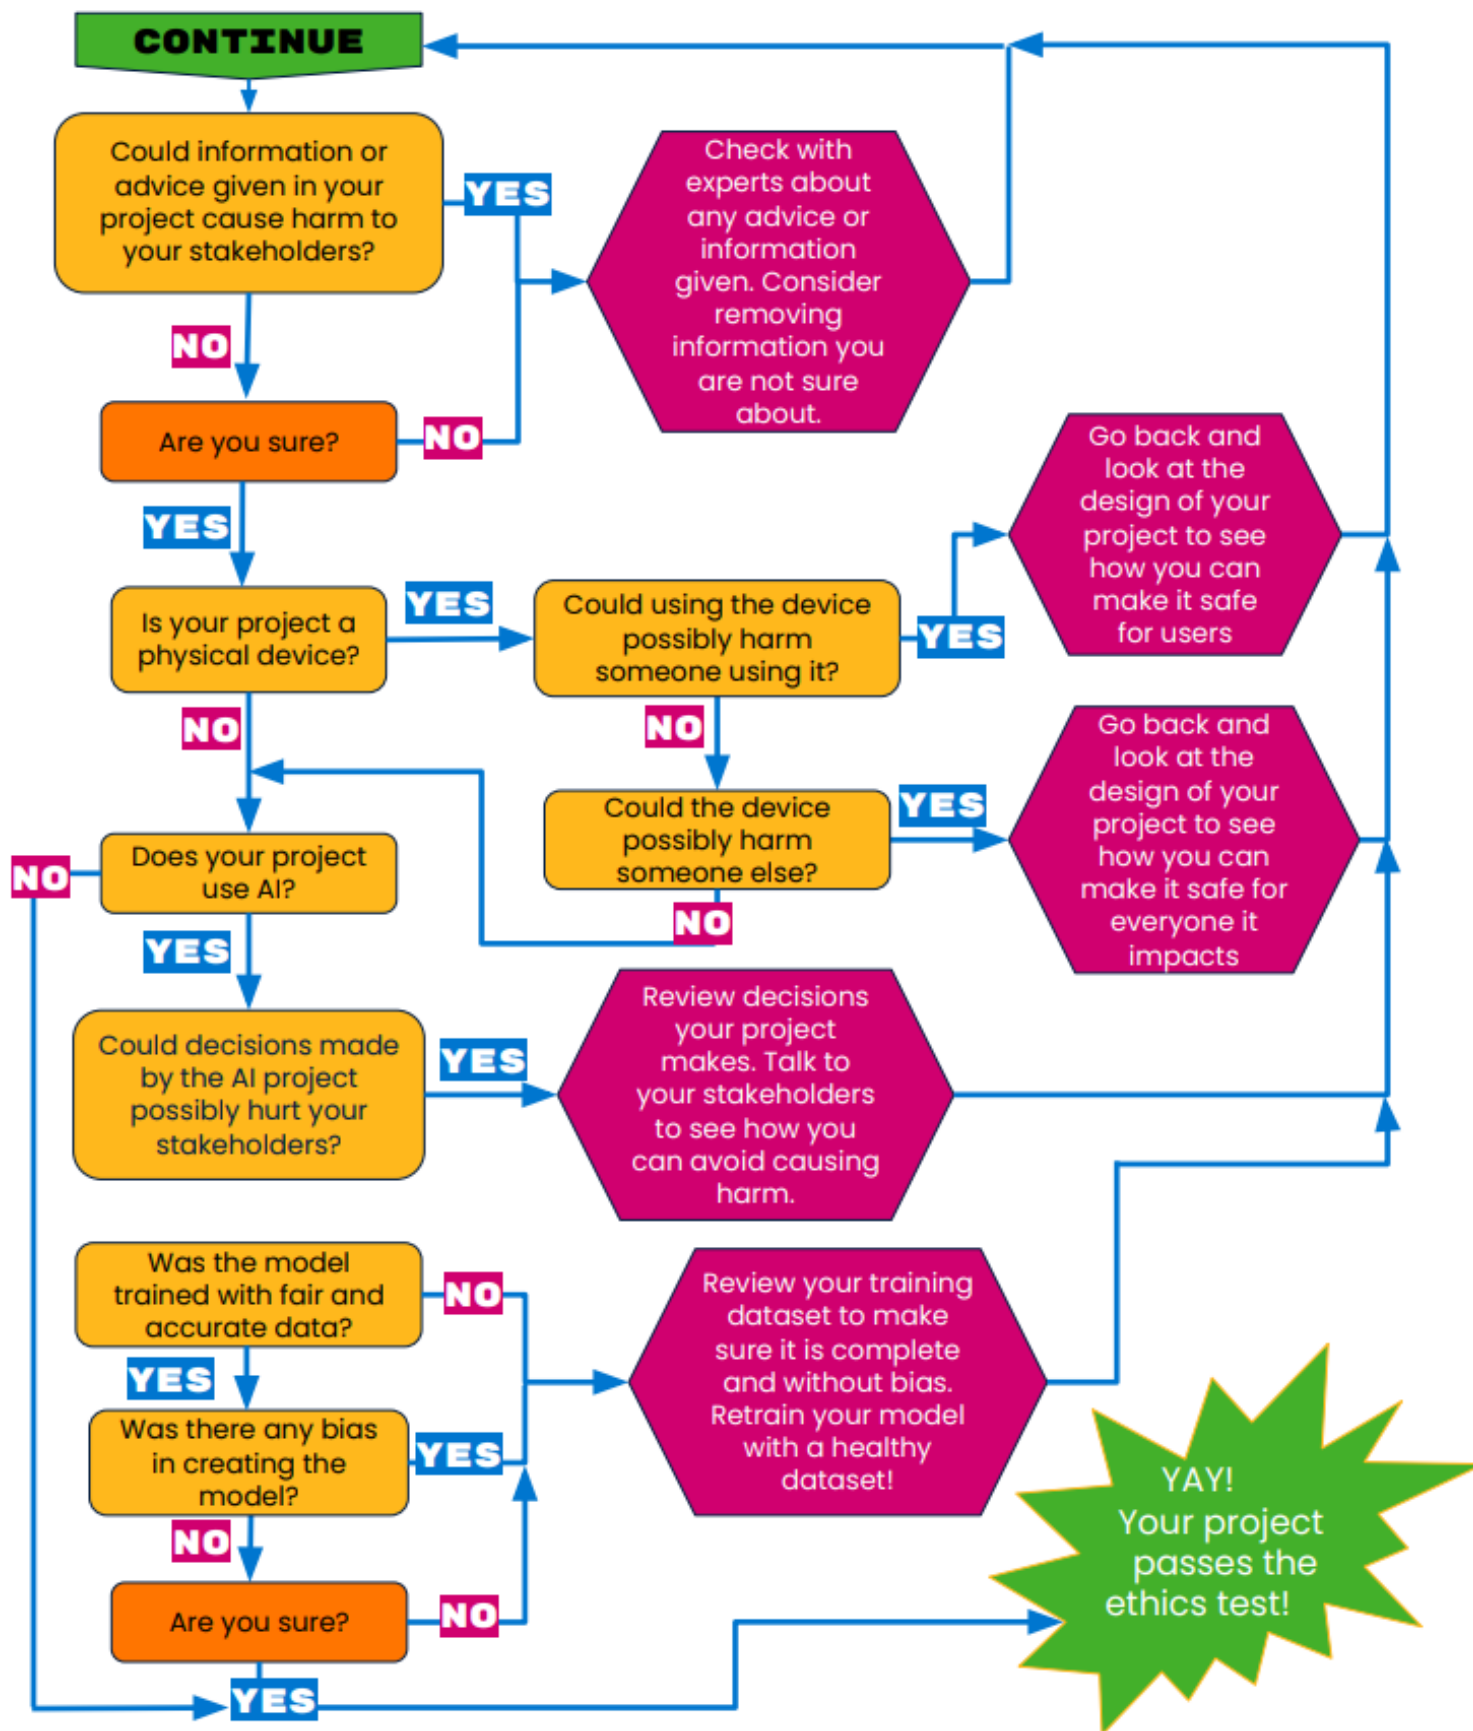 CONTINUE
Could information or
advice given in your
project cause harm to
your stakeholders?
YES
Check with
experts about
any advice or
information
given. Consider
removing
information you
are not sure
about.
NO
Are you sure?
NO
YES
Go back and
look at the
design of your
project to see
how you can
make it safe
for users
Is your project a
physical device?
YES
Could using the device
possibly harm
someone using it?
YES
NO
NO
Could the device
possibly harm
someone else?
YES
Go back and
look at the
design of your
project to see
how you can
make it safe for
everyone it
impacts
NO
Does your project
use AI?
NO
YES
Could decisions made
by the AI project
possibly hurt your
stakeholders?
YES
Review decisions
your project
makes. Talk to
your stakeholders
to see how you
can avoid causing
harm.
Was the model
trained with fair and
accurate data?
NO
Review your training
dataset to make
sure it is complete
and without bias.
Retrain your model
with a healthy
dataset!
YES
Was there any bias
in creating the
model?
YES
NO
Are you sure?
NO
YES
YAY!
Your project
passes the
ethics test!